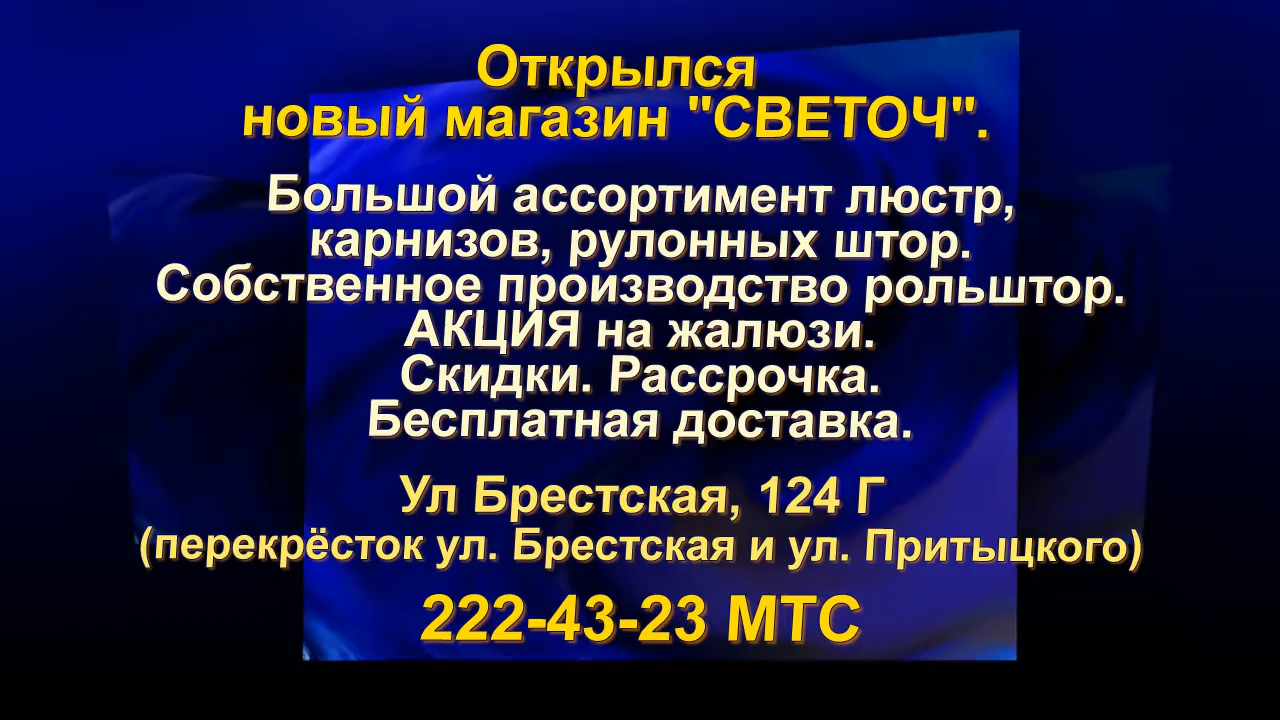 Открылся
новый магазин "СВЕТОЧ".
Большой ассортимент люстр,
карнизов, рулонных штор.
Собственное производство рольштор.
АКЦИЯ на жалюзи.
Скидки. Рассрочка.
Бесплатная доставка.
Ул Брестская, 124 Г
(перекрёсток ул. Брестская и ул. Притыцкого)
222-43-23 МТС